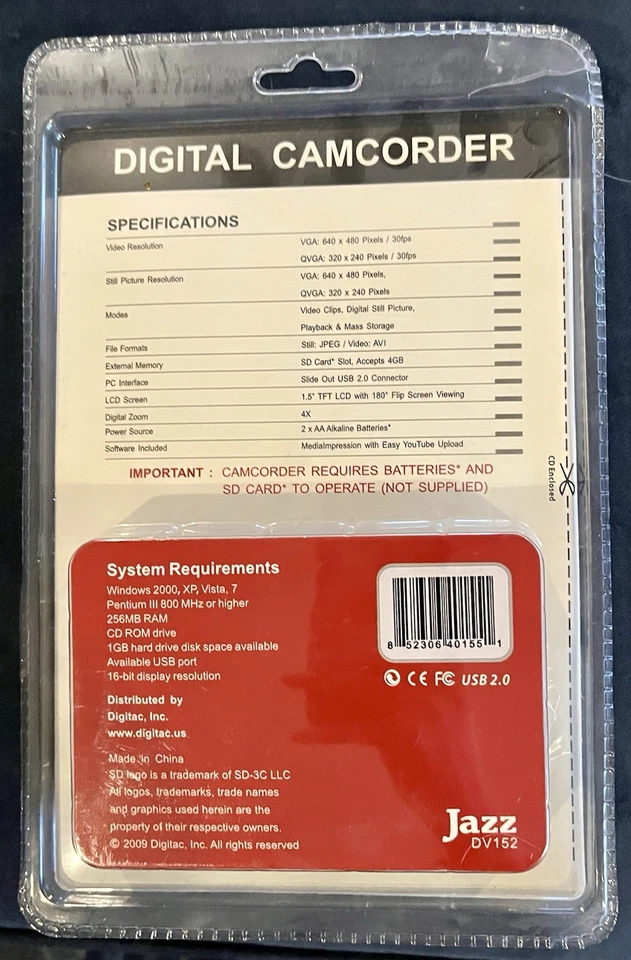 DIGITAL CAMCORDER
SPECIFICATIONS
Video Resolution VGA: 640 x 480 Pixels / 30fps
QVGA: 320 x 240 Pixels / 30fps
Still Picture Resolution VGA: 640 x 480 Pixels,
QVGA: 320 x 240 Pixels
Modes Video Clips, Digital Still Picture,
Playback & Mass Storage
File Formats Still: JPEG / Video: AVI
External Memory SD Card* Slot, Accepts 4GB
PC Interface Slide Out USB 2.0 Connector
LCD Screen 1.5" TFT LCD with 180° Flip Screen Viewing
Digital Zoom 4X
Power Source 2 x AA Alkaline Batteries*
Software Included MediaImpression with Easy YouTube Upload
IMPORTANT : CAMCORDER REQUIRES BATTERIES* AND
SD CARD* TO OPERATE (NOT SUPPLIED)
CD Enclosed
System Requirements
Windows 2000, XP, Vista, 7
Pentium III 800 MHz or higher
256MB RAM
CD ROM drive
1GB hard drive disk space available
Available USB port
16-bit display resolution
Distributed by
Digitac, Inc.
www.digitac.us
Made in China
SD logo is a trademark of SD-3C LLC
All logos, trademarks, trade names
and graphics used herein are the
property of their respective owners.
© 2009 Digitac, Inc. All rights reserved
8 52306 40155 1
CE FC USB 2.0
Jazz
DV152